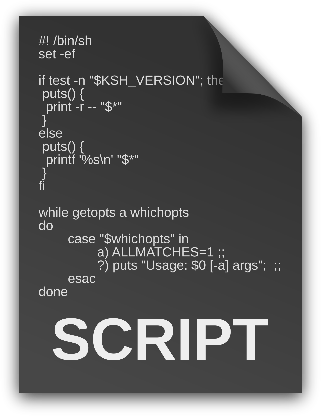 #! /bin/sh
set -ef

if test -n "$KSH_VERSION"; the
 puts() {
  print -r -- "$*"
 }
else
 puts() {
  printf '%s\n' "$*"
 }
fi

while getopts a whichopts
do
        case "$whichopts" in
                a) ALLMATCHES=1 ;;
                ?) puts "Usage: $0 [-a] args";  ;;
        esac
done
SCRIPT